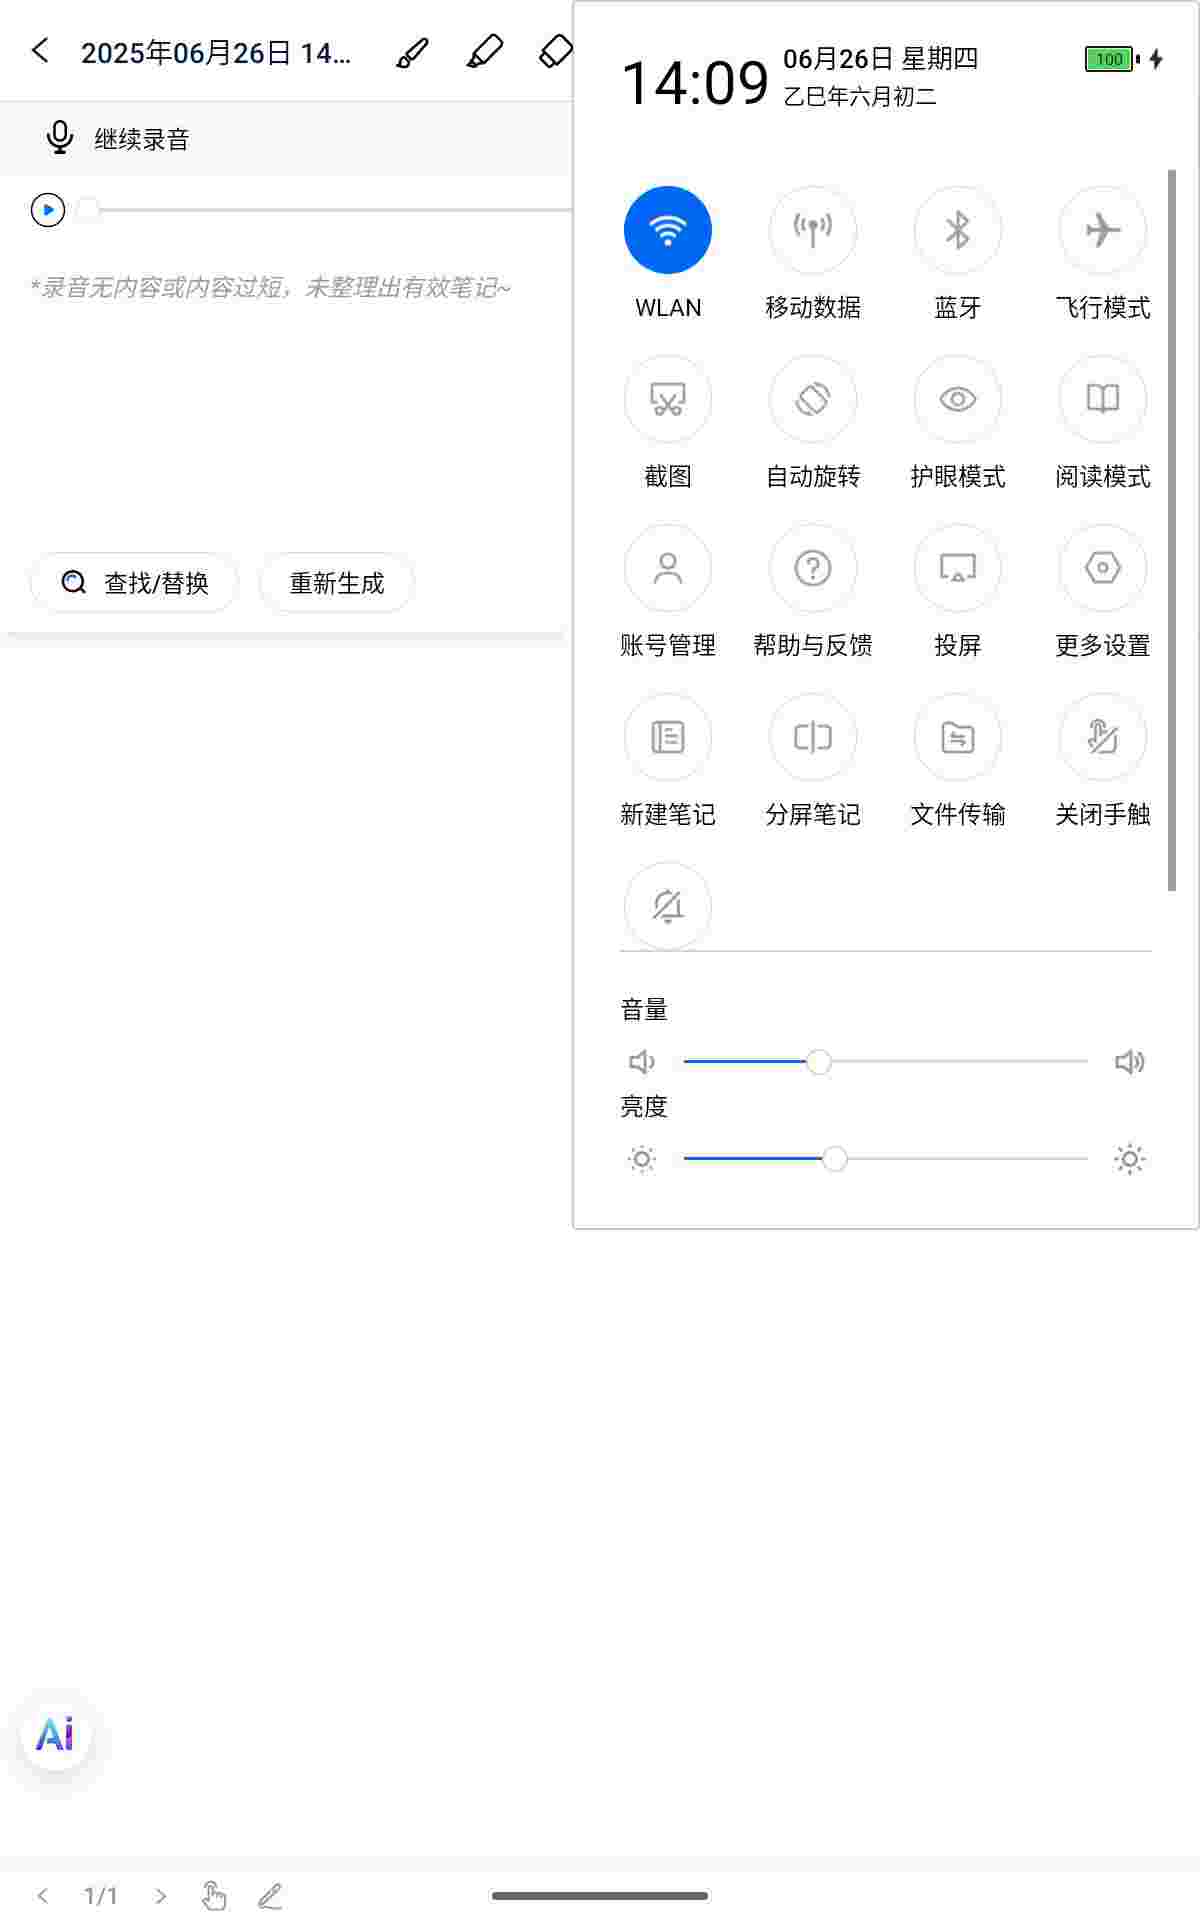 2025年06月26日 14...
继续录音
*录音无内容或内容过短，未整理出有效笔记~
查找/替换
重新生成
14:09
06月26日 星期四
乙巳年六月初二
100
WLAN 移动数据 蓝牙 飞行模式
截图 自动旋转 护眼模式 阅读模式
账号管理 帮助与反馈 投屏 更多设置
新建笔记 分屏笔记 文件传输 关闭手触
音量
亮度
Ai
1/1